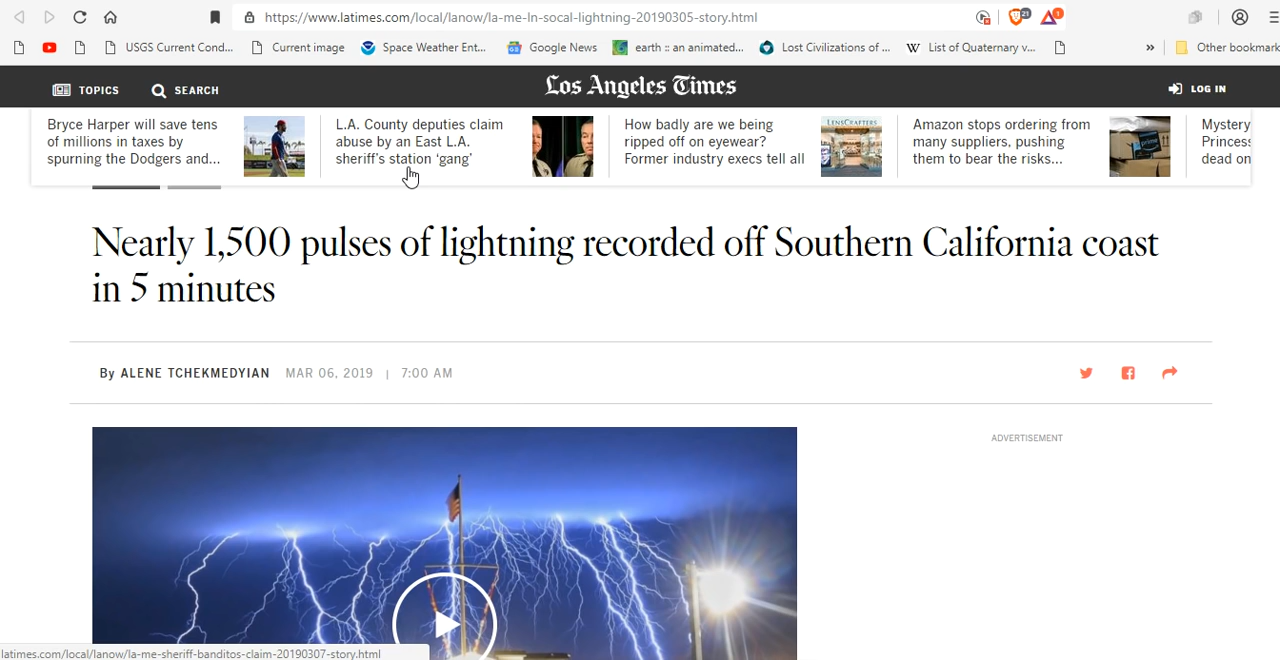 https://www.latimes.com/local/lanow/la-me-ln-socal-lightning-20190305-story.html
21
1
USGS Current Cond...
Current image
Space Weather Ent...
Google News
earth :: an animated...
Lost Civilizations of ...
W
List of Quaternary v...
»
Other bookmark
TOPICS
SEARCH
Los Angeles Times
LOG IN
Bryce Harper will save tens
of millions in taxes by
spurning the Dodgers and...
L.A. County deputies claim
abuse by an East L.A.
sheriff's station ‘gang’
How badly are we being
ripped off on eyewear?
Former industry execs tell all
LENSCRAFTERS
Amazon stops ordering from
many suppliers, pushing
them to bear the risks...
Mystery
Princess
dead on
Nearly 1,500 pulses of lightning recorded off Southern California coast
in 5 minutes
By ALENE TCHEKMEDYIAN MAR 06, 2019 | 7:00 AM
ADVERTISEMENT
latimes.com/local/lanow/la-me-sheriff-banditos-claim-20190307-story.html